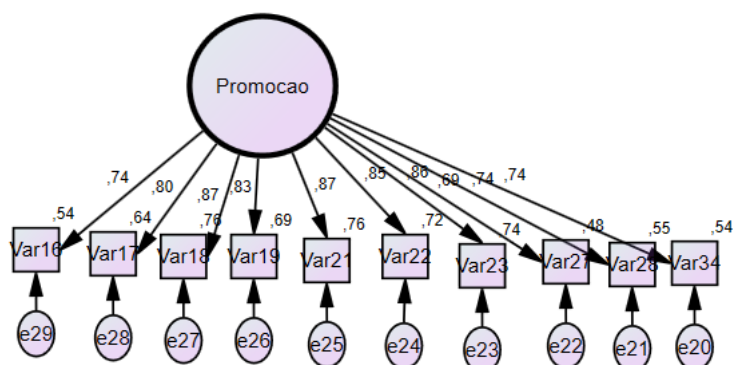 Promocao
,74
,80
,87
,83
,87
,85
,86
,69
,74
,74
,54
,64
,76
,69
,76
,72
,74
,48
,55
,54
Var16
Var17
Var18
Var19
Var21
Var22
Var23
Var27
Var28
Var34
e29
e28
e27
e26
e25
e24
e23
e22
e21
e20